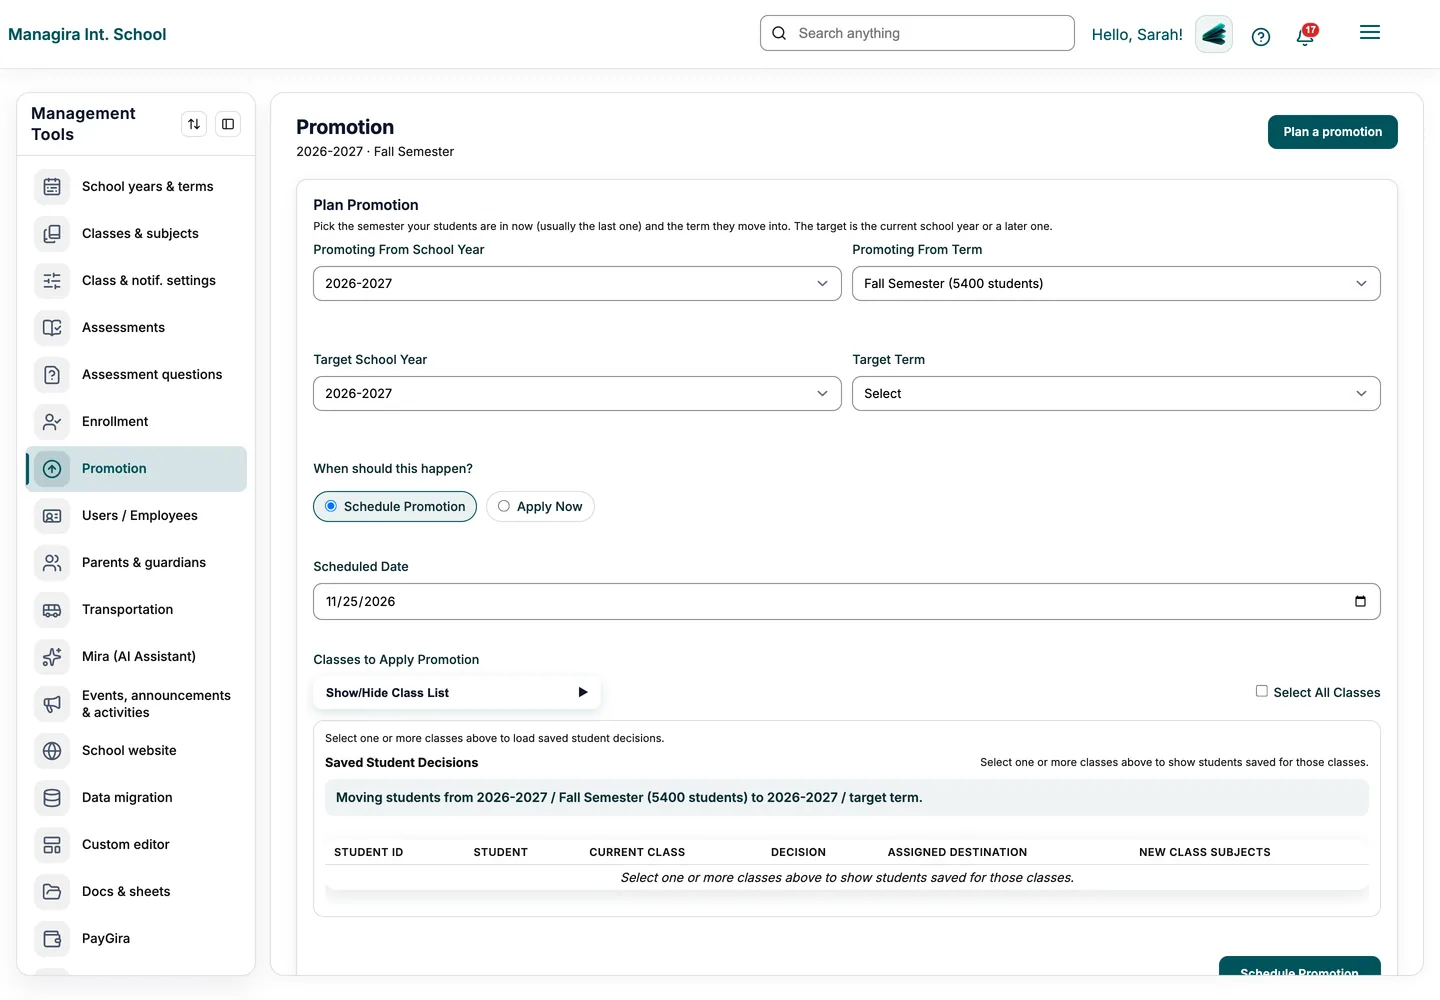 Managira Int. School
Search anything
Hello, Sarah!
17
Management
Tools
School years & terms
Classes & subjects
Class & notif. settings
Assessments
Assessment questions
Enrollment
Promotion
Users / Employees
Parents & guardians
Transportation
Mira (AI Assistant)
Events, announcements
& activities
School website
Data migration
Custom editor
Docs & sheets
PayGira
Promotion
2026-2027 · Fall Semester
Plan a promotion
Plan Promotion
Pick the semester your students are in now (usually the last one) and the term they move into. The target is the current school year or a later one.
Promoting From School Year
Promoting From Term
2026-2027
Fall Semester (5400 students)
Target School Year
Target Term
2026-2027
Select
When should this happen?
Schedule Promotion
Apply Now
Scheduled Date
11/25/2026
Classes to Apply Promotion
Show/Hide Class List
Select All Classes
Select one or more classes above to load saved student decisions.
Saved Student Decisions
Select one or more classes above to show students saved for those classes.
Moving students from 2026-2027 / Fall Semester (5400 students) to 2026-2027 / target term.
STUDENT ID STUDENT CURRENT CLASS DECISION ASSIGNED DESTINATION NEW CLASS SUBJECTS
Select one or more classes above to show students saved for those classes.
Schedule Promotion